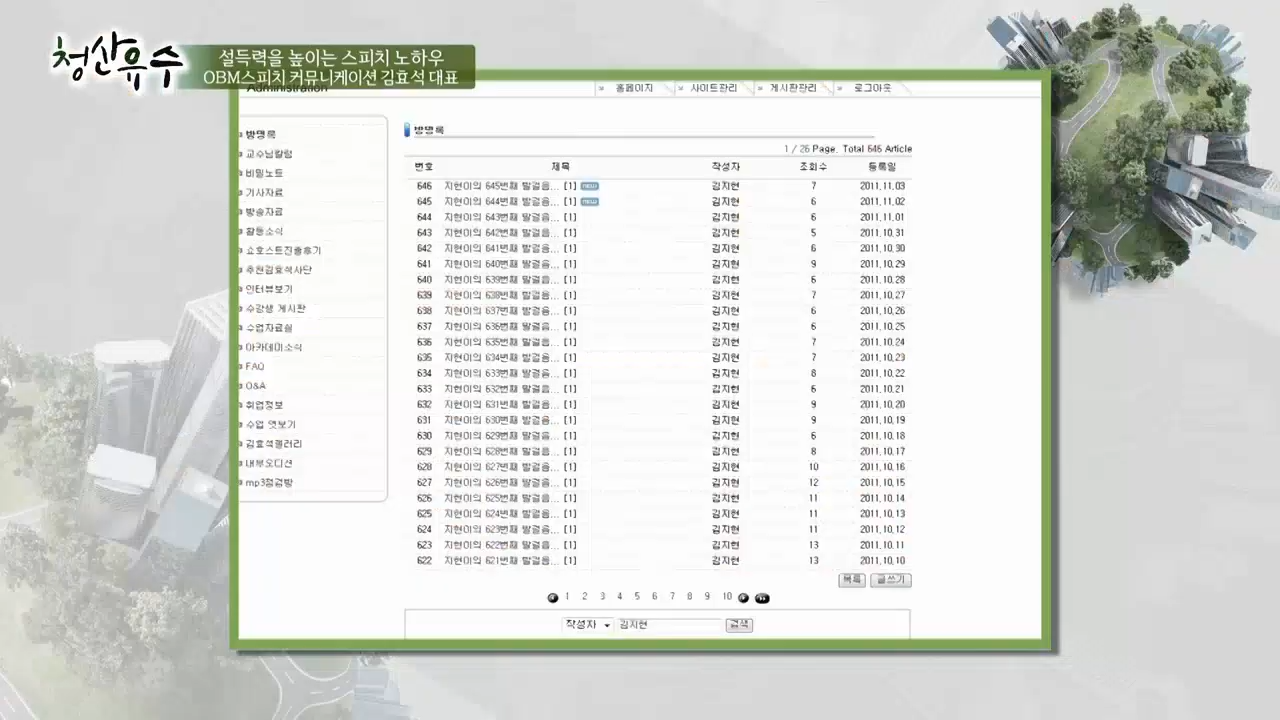 청산유수
설득력을 높이는 스피치 노하우
OBM스피치 커뮤니케이션 김효석 대표
Administration
» 홈페이지 » 사이트관리 » 게시판관리 » 로그아웃
방명록
교수님칼럼
비밀노트
기사자료
방송자료
활동소식
쇼호스트진출후기
추천김효석사단
인터뷰보기
수강생 게시판
수업자료실
아카데미소식
FAQ
Q&A
취업정보
수업 엿보기
김효석갤러리
내부오디션
mp3점검방
방명록
1 / 26 Page, Total 646 Article
번호 제목 작성자 조회수 등록일
646 지현이의 645번째 발걸음... [1] new 김지현 7 2011.11.03
645 지현이의 644번째 발걸음... [1] new 김지현 6 2011.11.02
644 지현이의 643번째 발걸음... [1] 김지현 6 2011.11.01
643 지현이의 642번째 발걸음... [1] 김지현 5 2011.10.31
642 지현이의 641번째 발걸음... [1] 김지현 6 2011.10.30
641 지현이의 640번째 발걸음... [1] 김지현 9 2011.10.29
640 지현이의 639번째 발걸음... [1] 김지현 6 2011.10.28
639 지현이의 638번째 발걸음... [1] 김지현 7 2011.10.27
638 지현이의 637번째 발걸음... [1] 김지현 6 2011.10.26
637 지현이의 636번째 발걸음... [1] 김지현 6 2011.10.25
636 지현이의 635번째 발걸음... [1] 김지현 7 2011.10.24
635 지현이의 634번째 발걸음... [1] 김지현 7 2011.10.23
634 지현이의 633번째 발걸음... [1] 김지현 8 2011.10.22
633 지현이의 632번째 발걸음... [1] 김지현 6 2011.10.21
632 지현이의 631번째 발걸음... [1] 김지현 9 2011.10.20
631 지현이의 630번째 발걸음... [1] 김지현 9 2011.10.19
630 지현이의 629번째 발걸음... [1] 김지현 6 2011.10.18
629 지현이의 628번째 발걸음... [1] 김지현 8 2011.10.17
628 지현이의 627번째 발걸음... [1] 김지현 10 2011.10.16
627 지현이의 626번째 발걸음... [1] 김지현 12 2011.10.15
626 지현이의 625번째 발걸음... [1] 김지현 11 2011.10.14
625 지현이의 624번째 발걸음... [1] 김지현 11 2011.10.13
624 지현이의 623번째 발걸음... [1] 김지현 11 2011.10.12
623 지현이의 622번째 발걸음... [1] 김지현 13 2011.10.11
622 지현이의 621번째 발걸음... [1] 김지현 13 2011.10.10
목록 글쓰기
1 2 3 4 5 6 7 8 9 10
작성자 김지현 검색